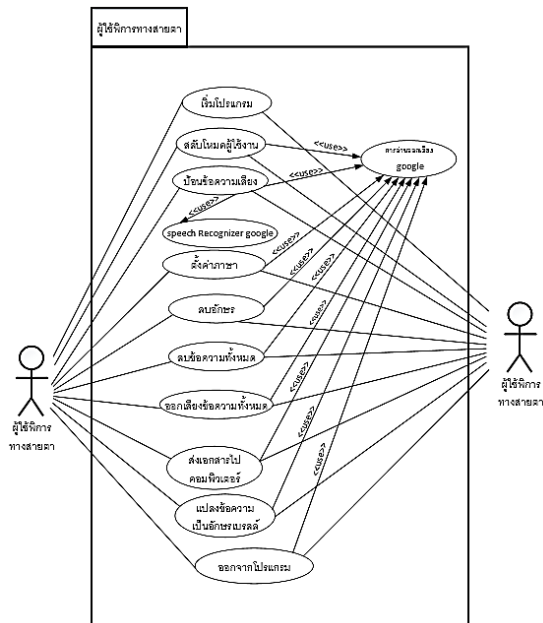 ผู้ใช้พิการทางสายตา
เริ่มโปรแกรม
สลับโหมดผู้ใช้งาน
ป้อนข้อความเสียง
speech Recognizer google
ตั้งค่าภาษา
ลบอักษร
ลบข้อความทั้งหมด
ออกเสียงข้อความทั้งหมด
ส่งเอกสารไป
คอมพิวเตอร์
แปลงข้อความ
เป็นอักษรเบรลล์
ออกจากโปรแกรม
google
<<use>>
<<use>>
<<use>>
<<use>>
<<use>>
<<use>>
<<use>>
<<use>>
<<use>>
ผู้ใช้พิการ
ทางสายตา
ผู้ใช้พิการ
ทางสายตา